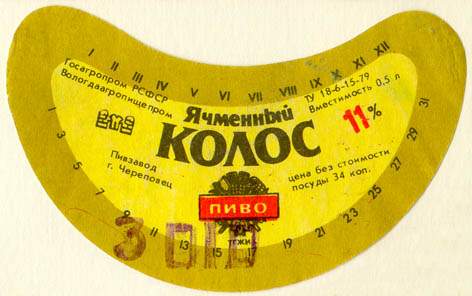 I II III IV V VI VII VIII IX X XI XII
Госагропром РСФСР
Вологдаагропищепром
ТУ 18-6-15-79
Вместимость 0,5 л
Ячменный
КОЛОС
11%
Пивзавод
г. Череповец
цена без стоимости
посуды 34 коп.
ПИВО
1 3 5 7 9 11 13 15 17 19 21 23 25 27 29 31